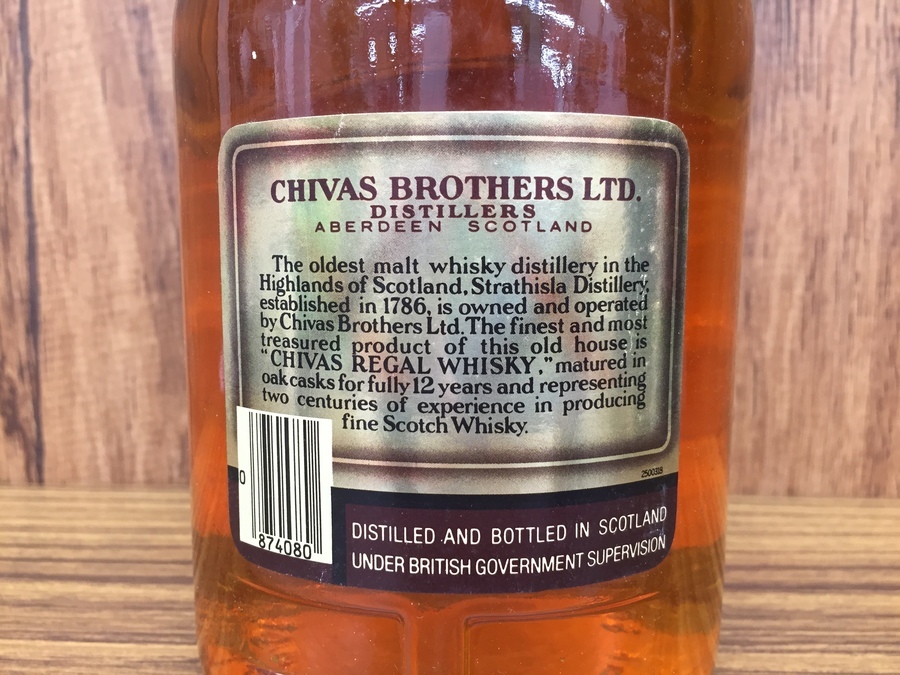 CHIVAS BROTHERS LTD.
DISTILLERS
ABERDEEN SCOTLAND
The oldest malt whisky distillery in the
Highlands of Scotland, Strathisla Distillery,
established in 1786, is owned and operated
by Chivas Brothers Ltd. The finest and most
treasured product of this old house is
"CHIVAS REGAL WHISKY," matured in
oak casks for fully 12 years and representing
two centuries of experience in producing
fine Scotch Whisky.
2500318
0
874080
DISTILLED AND BOTTLED IN SCOTLAND
UNDER BRITISH GOVERNMENT SUPERVISION